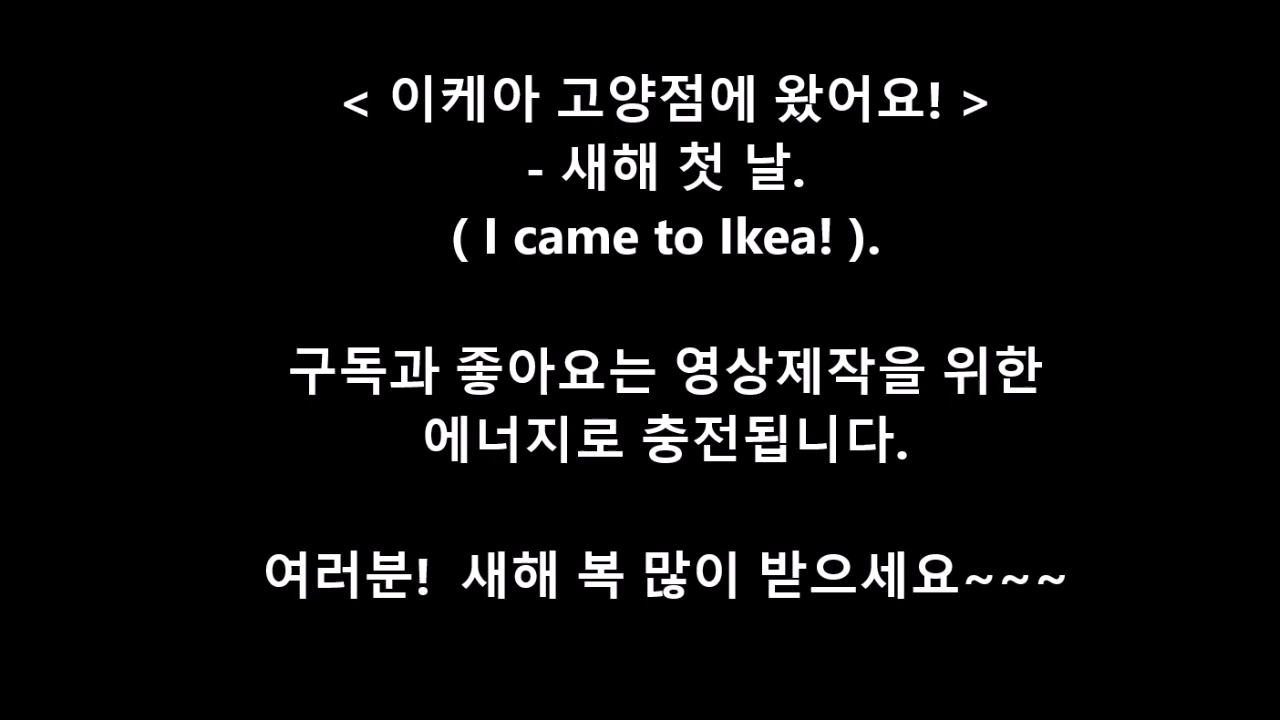 < 이케아 고양점에 왔어요! >
- 새해 첫 날.
( I came to Ikea! ).
구독과 좋아요는 영상제작을 위한
에너지로 충전됩니다.
여러분!  새해 복 많이 받으세요~~~